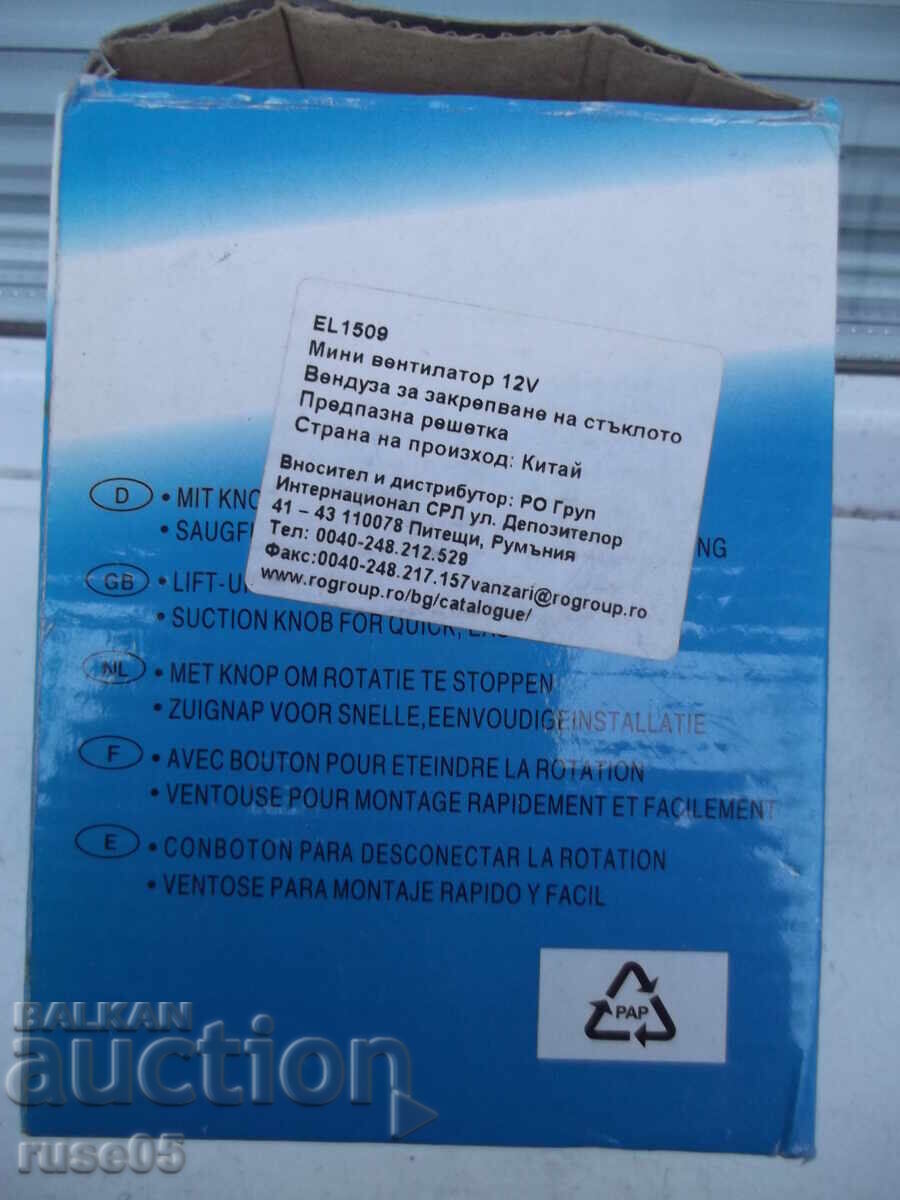 EL1509
Мини вентилатор 12V
Вендуза за закрепване на стъклото
Предпазна решетка
Страна на произход: Китай
Вносител и дистрибутор: РО Груп
Интернационал СРЛ ул. Депозителор
41 – 43 110078 Питещи, Румъния
Тел: 0040-248.212.529
Факс:0040-248.217.157vanzari@rogroup.ro
www.rogroup.ro/bg/catalogue/
D • MIT
• NG
GB • LIFT-U
• SUCTION KNOB FOR QUICK,
NL • MET KNOP OM ROTATIE TE STOPPEN
• ZUIGNAP VOOR SNELLE,EENVOUDIGEINSTALLATIE
F • AVEC BOUTON POUR ETEINDRE LA ROTATION
• VENTOUSE POUR MONTAGE RAPIDEMENT ET FACILEMENT
E • CONBOTON PARA DESCONECTAR LA ROTATION
• VENTOSE PARA MONTAJE RAPIDO Y FACIL
PAP
BALKAN
auction
ruse05